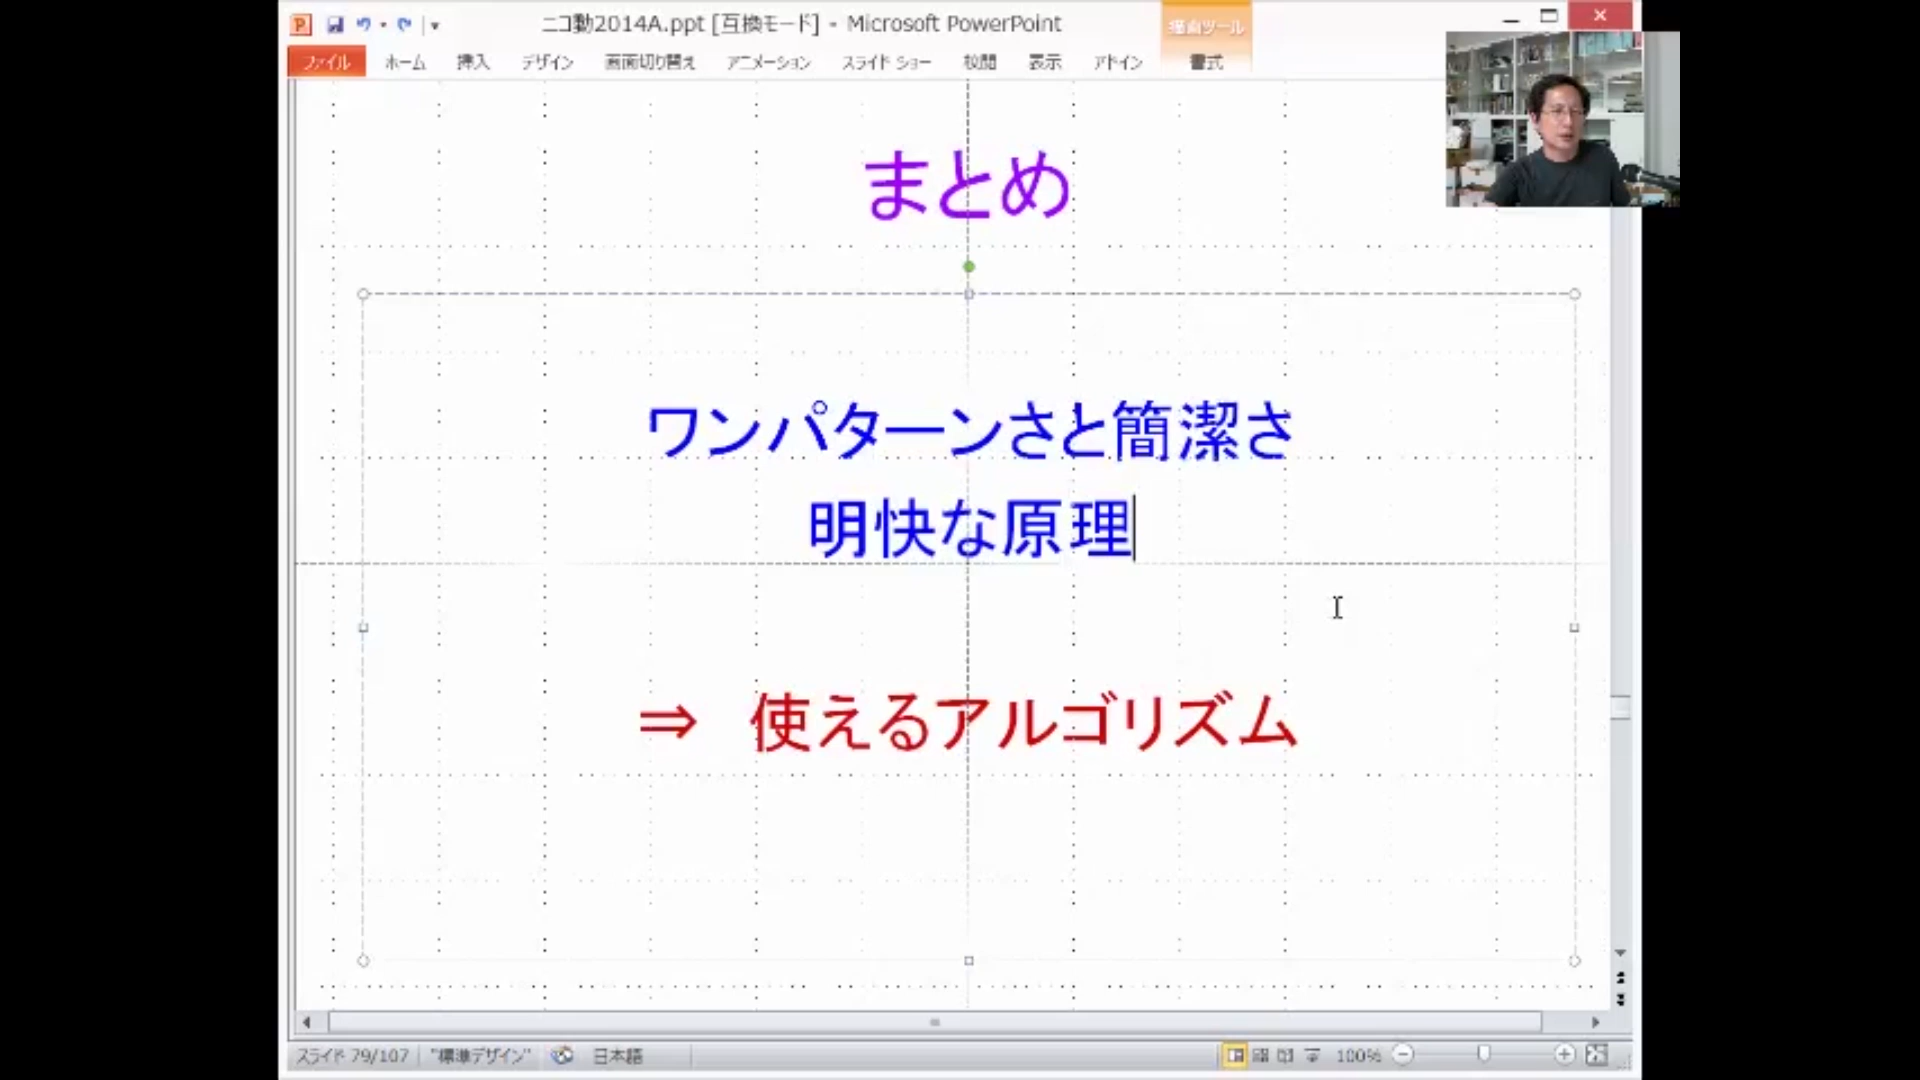 ニコ動2014A.ppt [互換モード] - Microsoft PowerPoint
描画ツール
ファイル ホーム 挿入 デザイン 画面切り替え アニメーション スライド ショー 校閲 表示 アドイン 書式
まとめ
ワンパターンさと簡潔さ
明快な原理
⇒ 使えるアルゴリズム
スライド 79/107 "標準デザイン" 日本語 100%